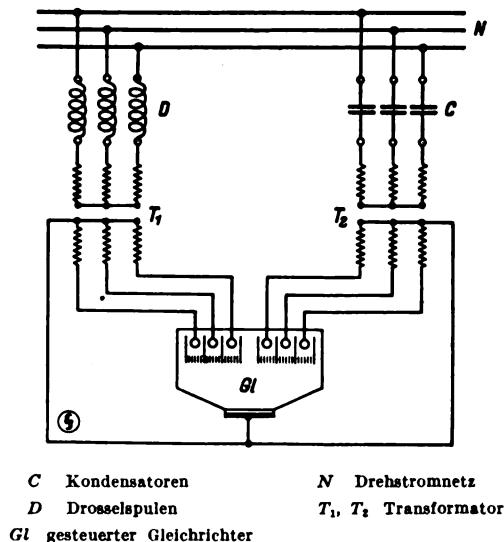 N
D
C
T₁
T₂
Gl
C Kondensatoren
N Drehstromnetz
D Drosselspulen
T₁, T₂ Transformator
Gl gesteuerter Gleichrichter